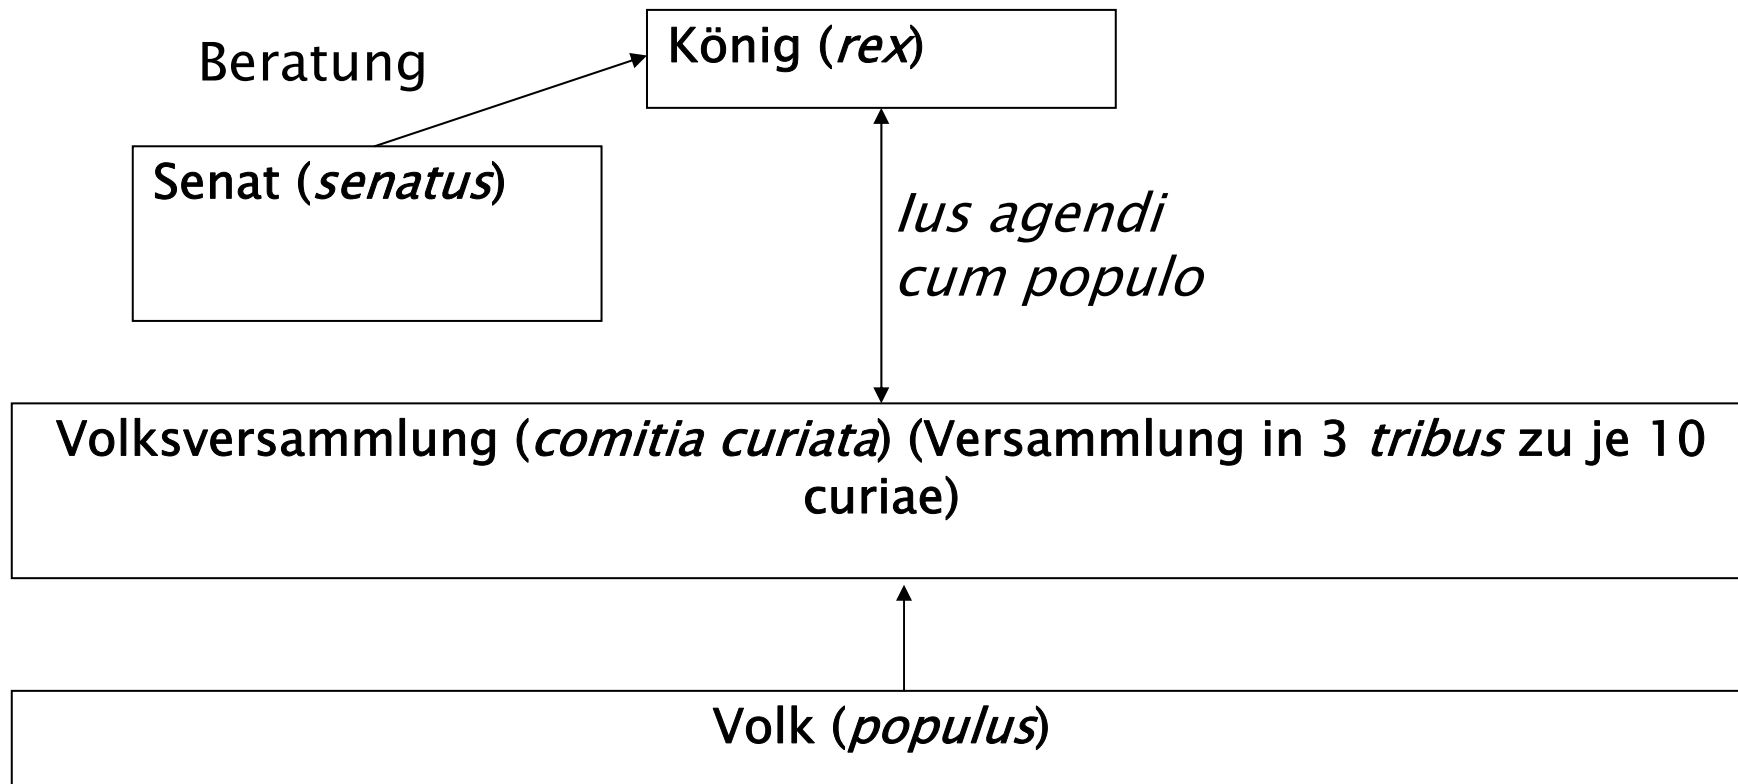 Beratung
König (rex)
Senat (senatus)
Ius agendi
cum populo
Volksversammlung (comitia curiata) (Versammlung in 3 tribus zu je 10
curiae)
Volk (populus)